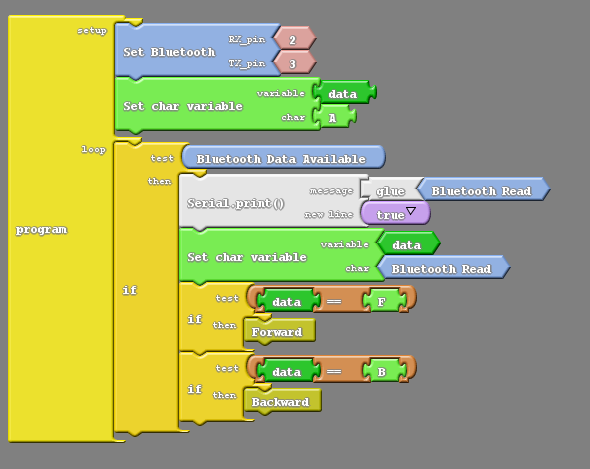 setup
Set Bluetooth RX_pin 2
TX_pin 3
Set char variable variable data
char A
loop
test Bluetooth Data Available
then
Serial.print() message glue Bluetooth Read
new line true
program
Set char variable variable data
char Bluetooth Read
if
if test data == F
then Forward
if test data == B
then Backward